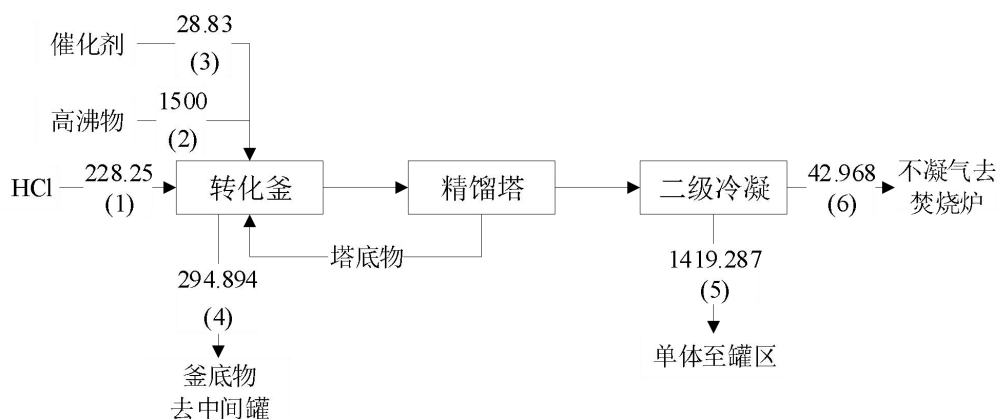 催化剂
28.83
(3)
高沸物
1500
(2)
HCl
228.25
(1)
转化釜
精馏塔
二级冷凝
42.968
(6)
不凝气去
焚烧炉
塔底物
294.894
(4)
釜底物
去中间罐
1419.287
(5)
单体至罐区